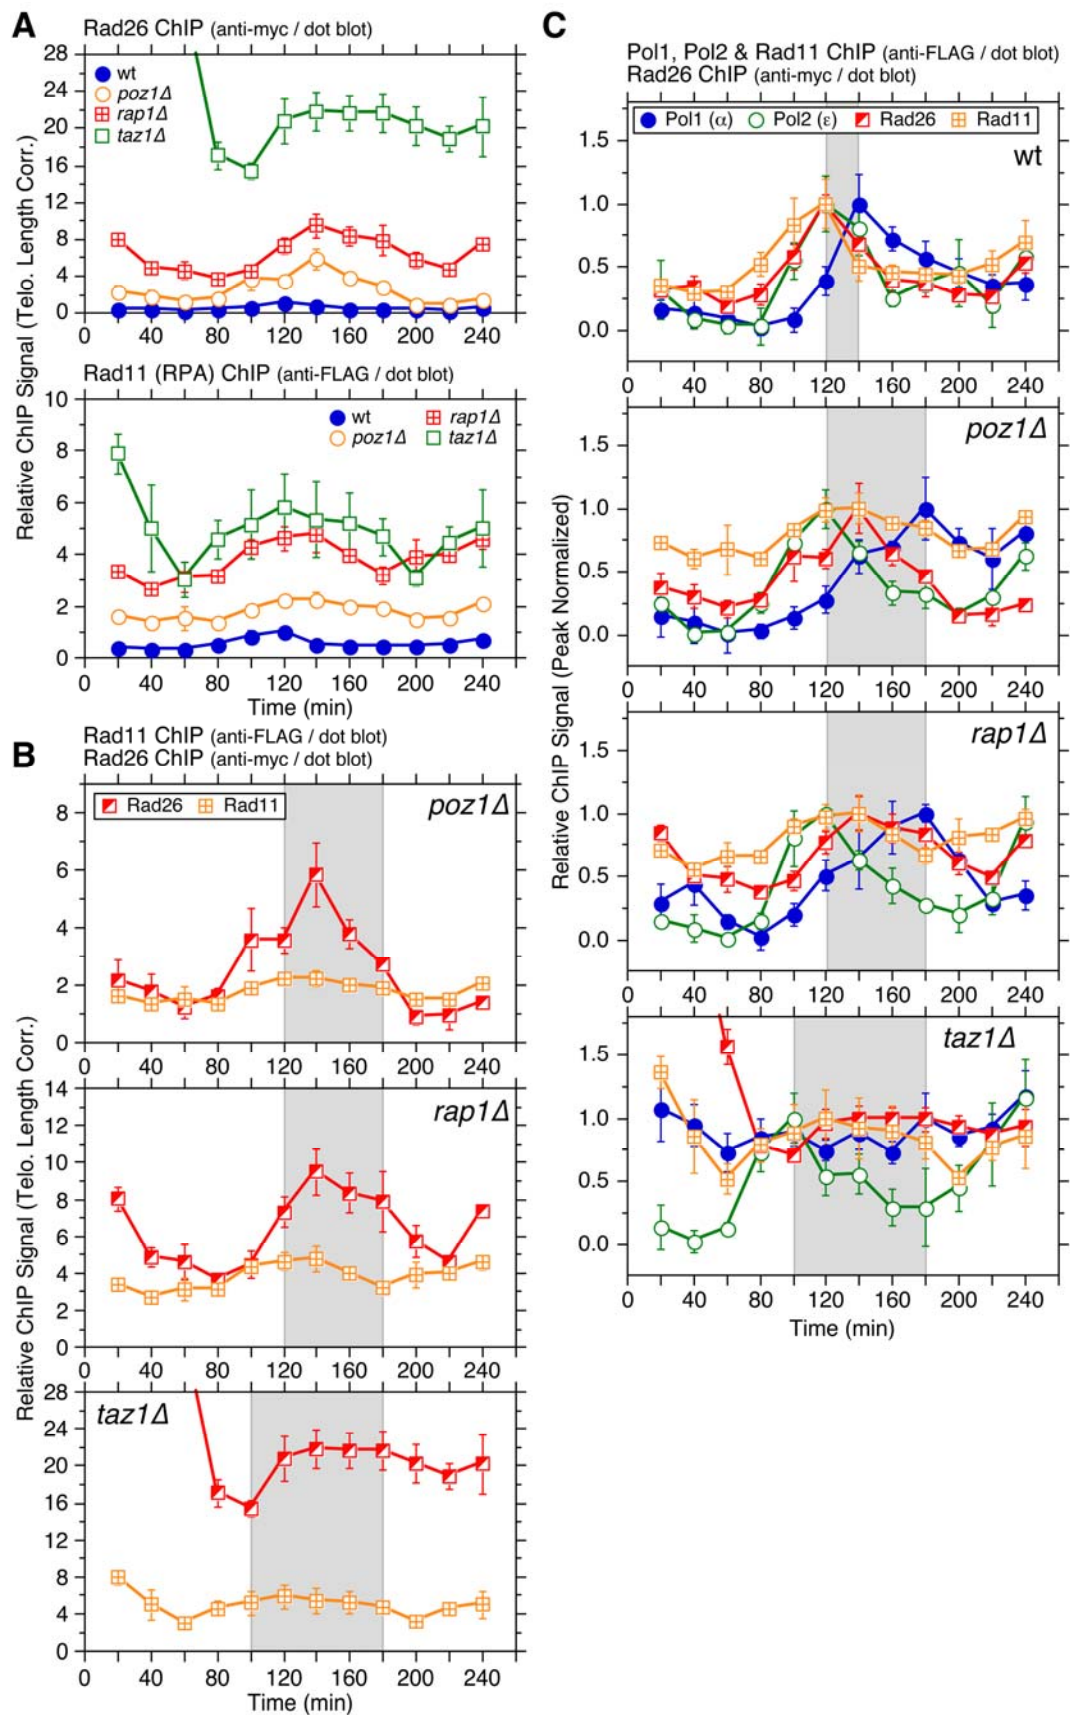 A
Rad26 ChIP (anti-myc / dot blot)
28
24
20
16
12
8
4
0
wt
poz1Δ
rap1Δ
taz1Δ
0 40 80 120 160 200 240
Rad11 (RPA) ChIP (anti-FLAG / dot blot)
10
8
6
4
2
0
wt rap1Δ
poz1Δ taz1Δ
0 40 80 120 160 200 240
Time (min)
Relative ChIP Signal (Telo. Length Corr.)
B
Rad11 ChIP (anti-FLAG / dot blot)
Rad26 ChIP (anti-myc / dot blot)
Rad26 Rad11
poz1Δ
8
6
4
2
0
0 40 80 120 160 200 240
rap1Δ
14
12
10
8
6
4
2
0
0 40 80 120 160 200 240
taz1Δ
28
24
20
16
12
8
4
0
0 40 80 120 160 200 240
Time (min)
Relative ChIP Signal (Telo. Length Corr.)
C
Pol1, Pol2 & Rad11 ChIP (anti-FLAG / dot blot)
Rad26 ChIP (anti-myc / dot blot)
Pol1 (α) Pol2 (ε) Rad26 Rad11
wt
1.5
1.0
0.5
0.0
0 40 80 120 160 200 240
poz1Δ
1.5
1.0
0.5
0.0
0 40 80 120 160 200 240
rap1Δ
1.5
1.0
0.5
0.0
0 40 80 120 160 200 240
taz1Δ
1.5
1.0
0.5
0.0
0 40 80 120 160 200 240
Time (min)
Relative ChIP Signal (Peak Normalized)